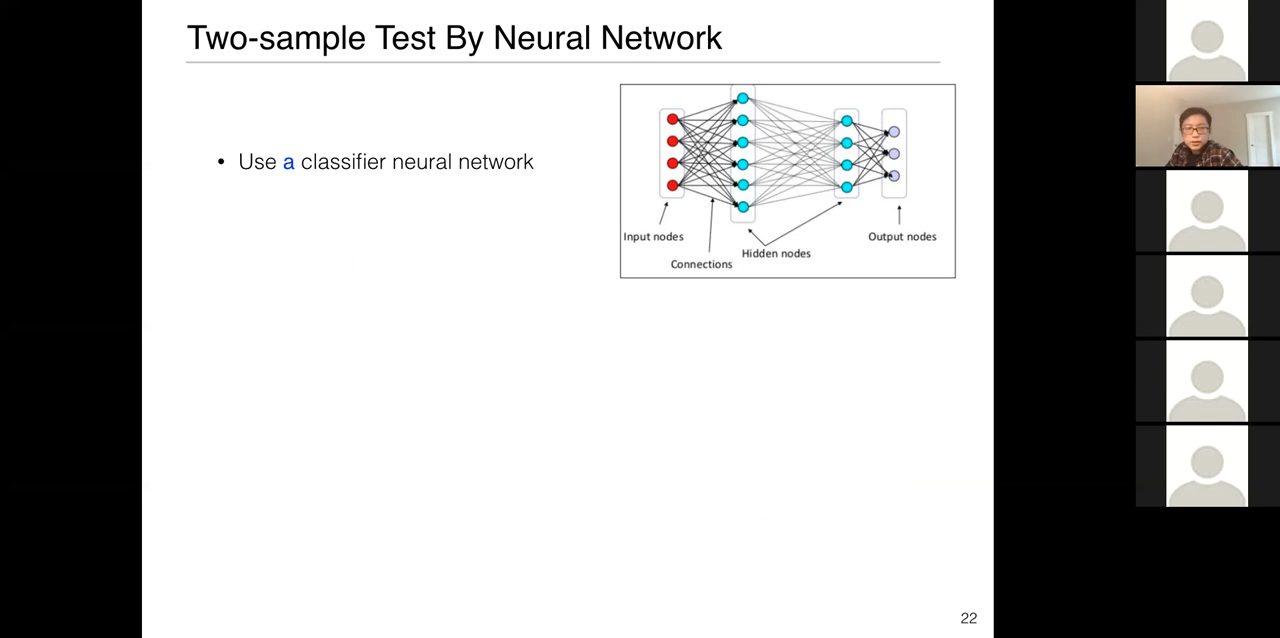 Two-sample Test By Neural Network
• Use a classifier neural network
Input nodes
Connections
Hidden nodes
Output nodes
22